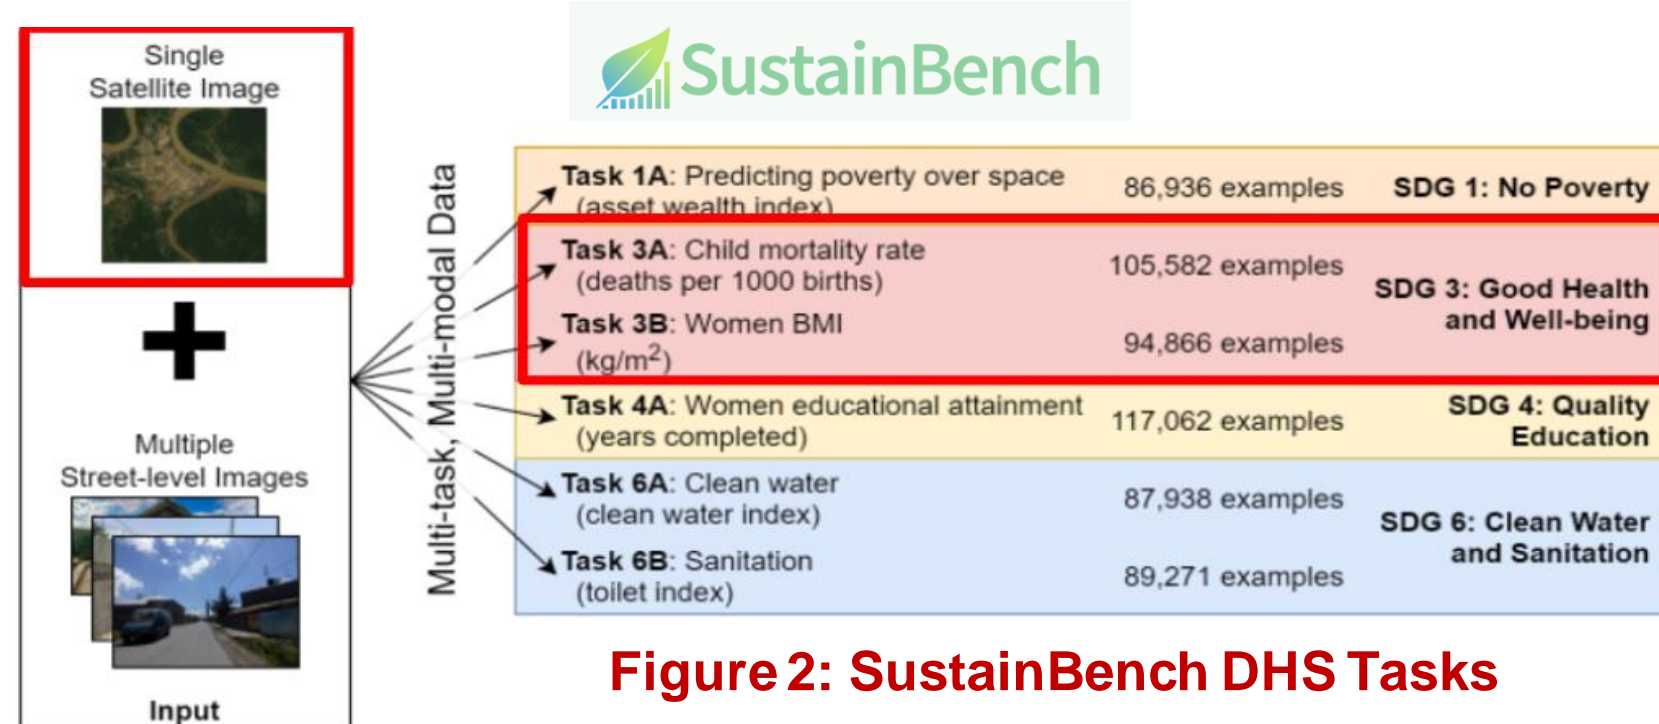 SustainBench
Single
Satellite Image
Multiple
Street-level Images
Input
Multi-task, Multi-modal Data
Task 1A: Predicting poverty over space
(asset wealth index)
86,936 examples
SDG 1: No Poverty
Task 3A: Child mortality rate
(deaths per 1000 births)
105,582 examples
Task 3B: Women BMI
(kg/m²)
94,866 examples
SDG 3: Good Health
and Well-being
Task 4A: Women educational attainment
(years completed)
117,062 examples
SDG 4: Quality
Education
Task 6A: Clean water
(clean water index)
87,938 examples
Task 6B: Sanitation
(toilet index)
89,271 examples
SDG 6: Clean Water
and Sanitation
Figure 2: SustainBench DHS Tasks